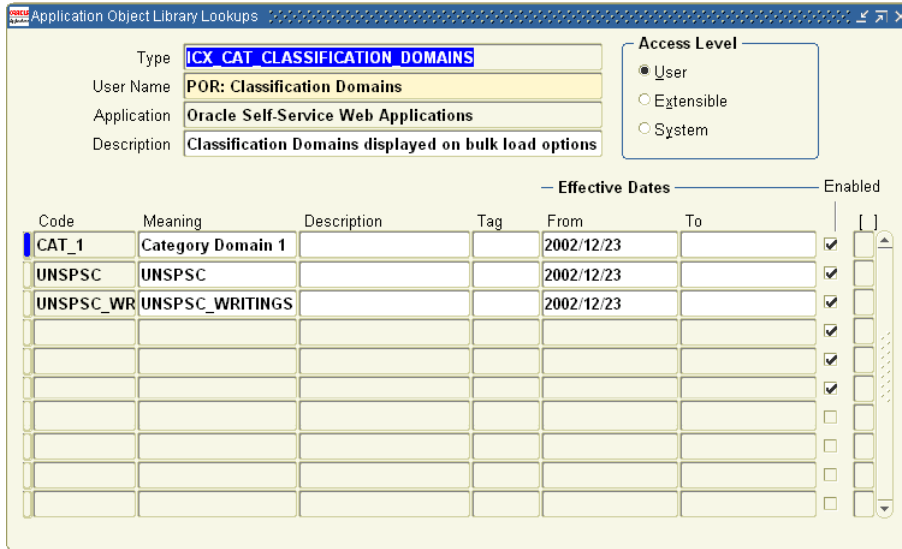 Application Object Library Lookups
Type ICX_CAT_CLASSIFICATION_DOMAINS
User Name POR: Classification Domains
Application Oracle Self-Service Web Applications
Description Classification Domains displayed on bulk load options
Access Level
User
Extensible
System
Effective Dates Enabled
Code Meaning Description Tag From To [ ]
CAT_1 Category Domain 1 2002/12/23
UNSPSC UNSPSC 2002/12/23
UNSPSC_WR UNSPSC_WRITINGS 2002/12/23